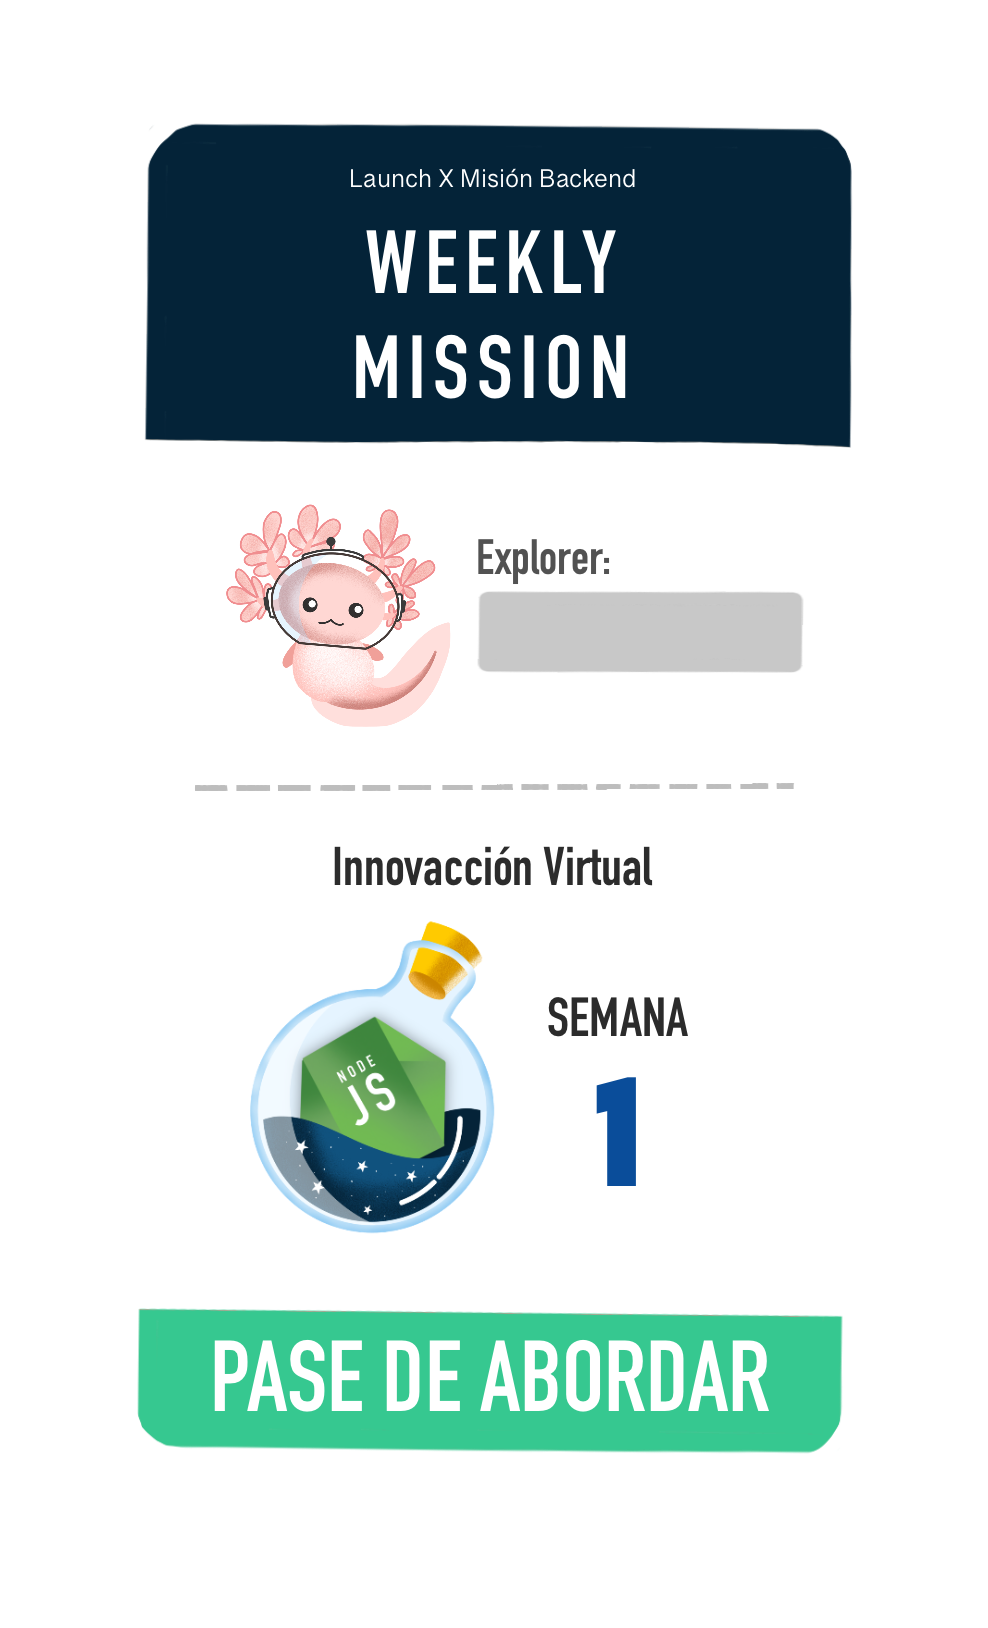 Launch X Misión Backend
WEEKLY
MISSION
Explorer:
Innovacción Virtual
NODE
JS
SEMANA
1
PASE DE ABORDAR